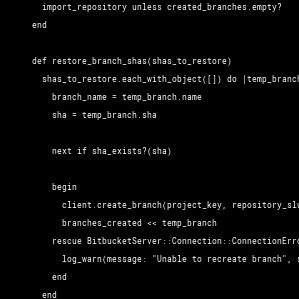 import_repository unless created_branches.empty?
end
def restore_branch_shas(shas_to_restore)
shas_to_restore.each_with_object([]) do |temp_branch
branch_name = temp_branch.name
sha = temp_branch.sha
next if sha_exists?(sha)
begin
client.create_branch(project_key, repository_slu
branches_created << temp_branch
rescue BitbucketServer::Connection::ConnectionErro
log_warn(message: "Unable to recreate branch", s
end
end